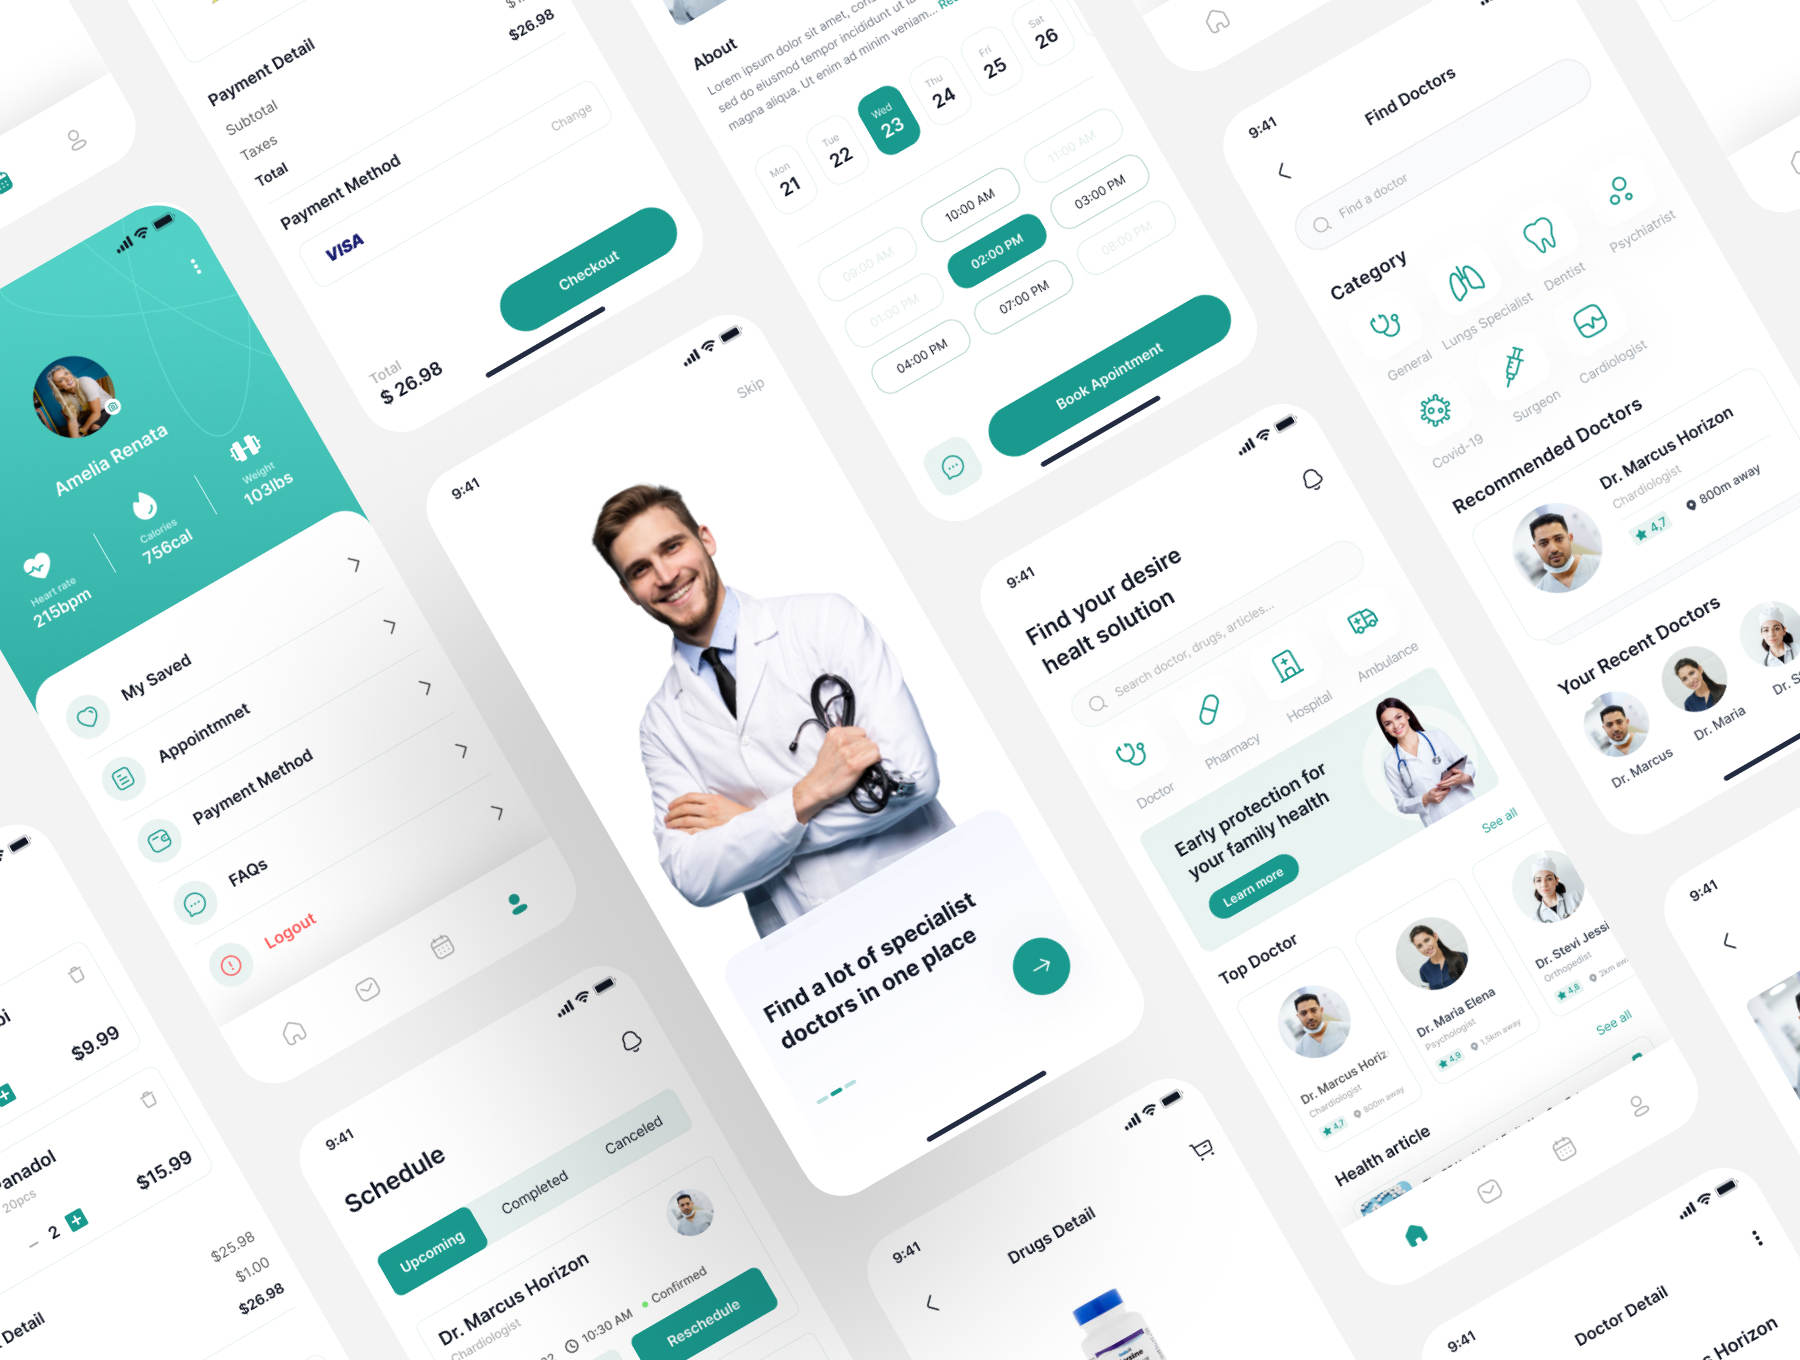 $26.98
Payment Detail
Subtotal
Taxes
Total
Payment Method
Change
VISA
Checkout
Total
$ 26.98
About
Lorem ipsum dolor sit amet,
sed do eiusmod tempor incididunt ut
magna aliqua. Ut enim ad minim veniam...
Mon
21
Tue
22
Wed
23
Thu
24
Fri
25
Sat
26
09:00 AM
10:00 AM
11:00 AM
01:00 PM
02:00 PM
03:00 PM
04:00 PM
07:00 PM
08:00 PM
Book Apointment
9:41
Find Doctors
Find a doctor
Category
General
Lungs Specialist
Dentist
Psychiatrist
Covid-19
Surgeon
Cardiologist
Recommended Doctors
Dr. Marcus Horizon
Chardiologist
4,7
800m away
Your Recent Doctors
Dr. Marcus
Dr. Maria
Amelia Renata
Heart rate
215bpm
Calories
756cal
Weight
103lbs
My Saved
Appointmnet
Payment Method
FAQs
Logout
9:41
Skip
Find a lot of specialist
doctors in one place
9:41
Find your desire
healt solution
Search doctor, drugs, articles...
Doctor
Pharmacy
Hospital
Ambulance
Early protection for
your family health
Learn more
Top Doctor
See all
Dr. Marcus Horiz
Chardiologist
4,7
800m away
Dr. Maria Elena
Psychologist
4,9
1,5km away
Dr. Stevi Jessi
Orthopedist
4,8
2km
Health article
See all
$9.99
20pcs
2
$15.99
$25.98
$1.00
$26.98
Detail
9:41
Schedule
Upcoming
Completed
Canceled
Dr. Marcus Horizon
Chardiologist
10:30 AM
Confirmed
Reschedule
9:41
Drugs Detail
9:41
9:41
Doctor Detail
Horizon